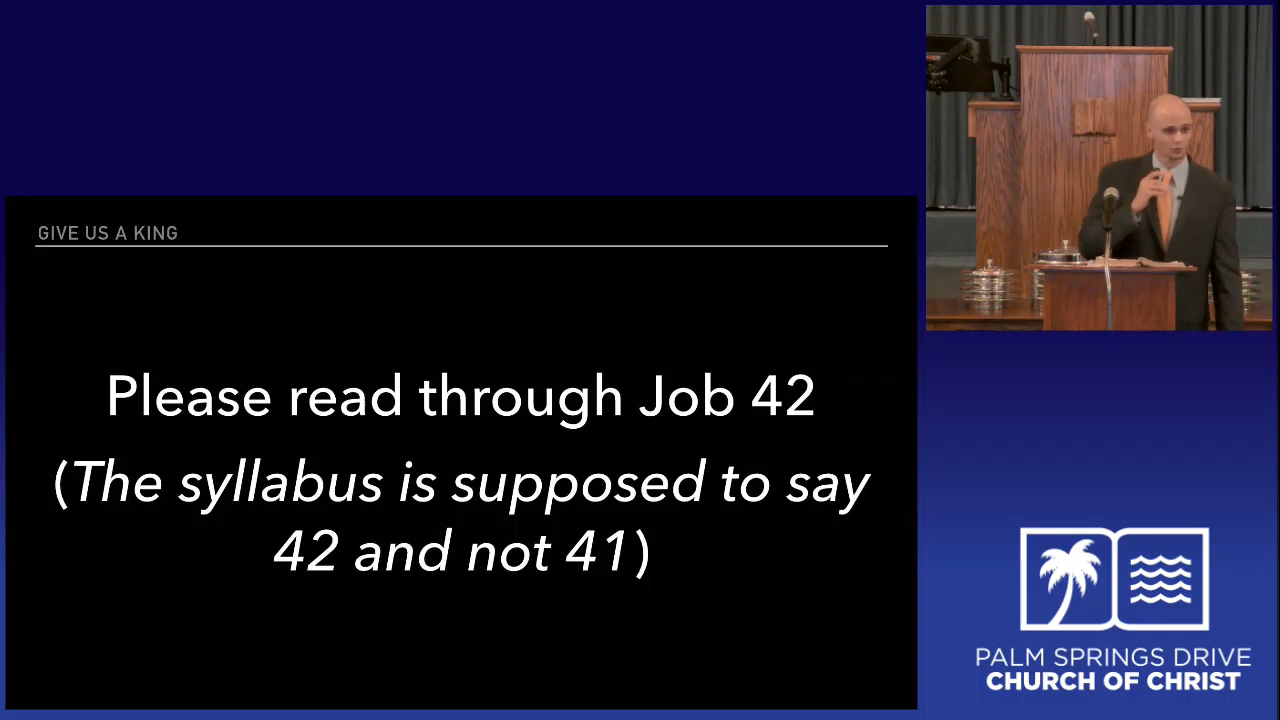 GIVE US A KING
Please read through Job 42
(The syllabus is supposed to say
42 and not 41)
PALM SPRINGS DRIVE
CHURCH OF CHRIST